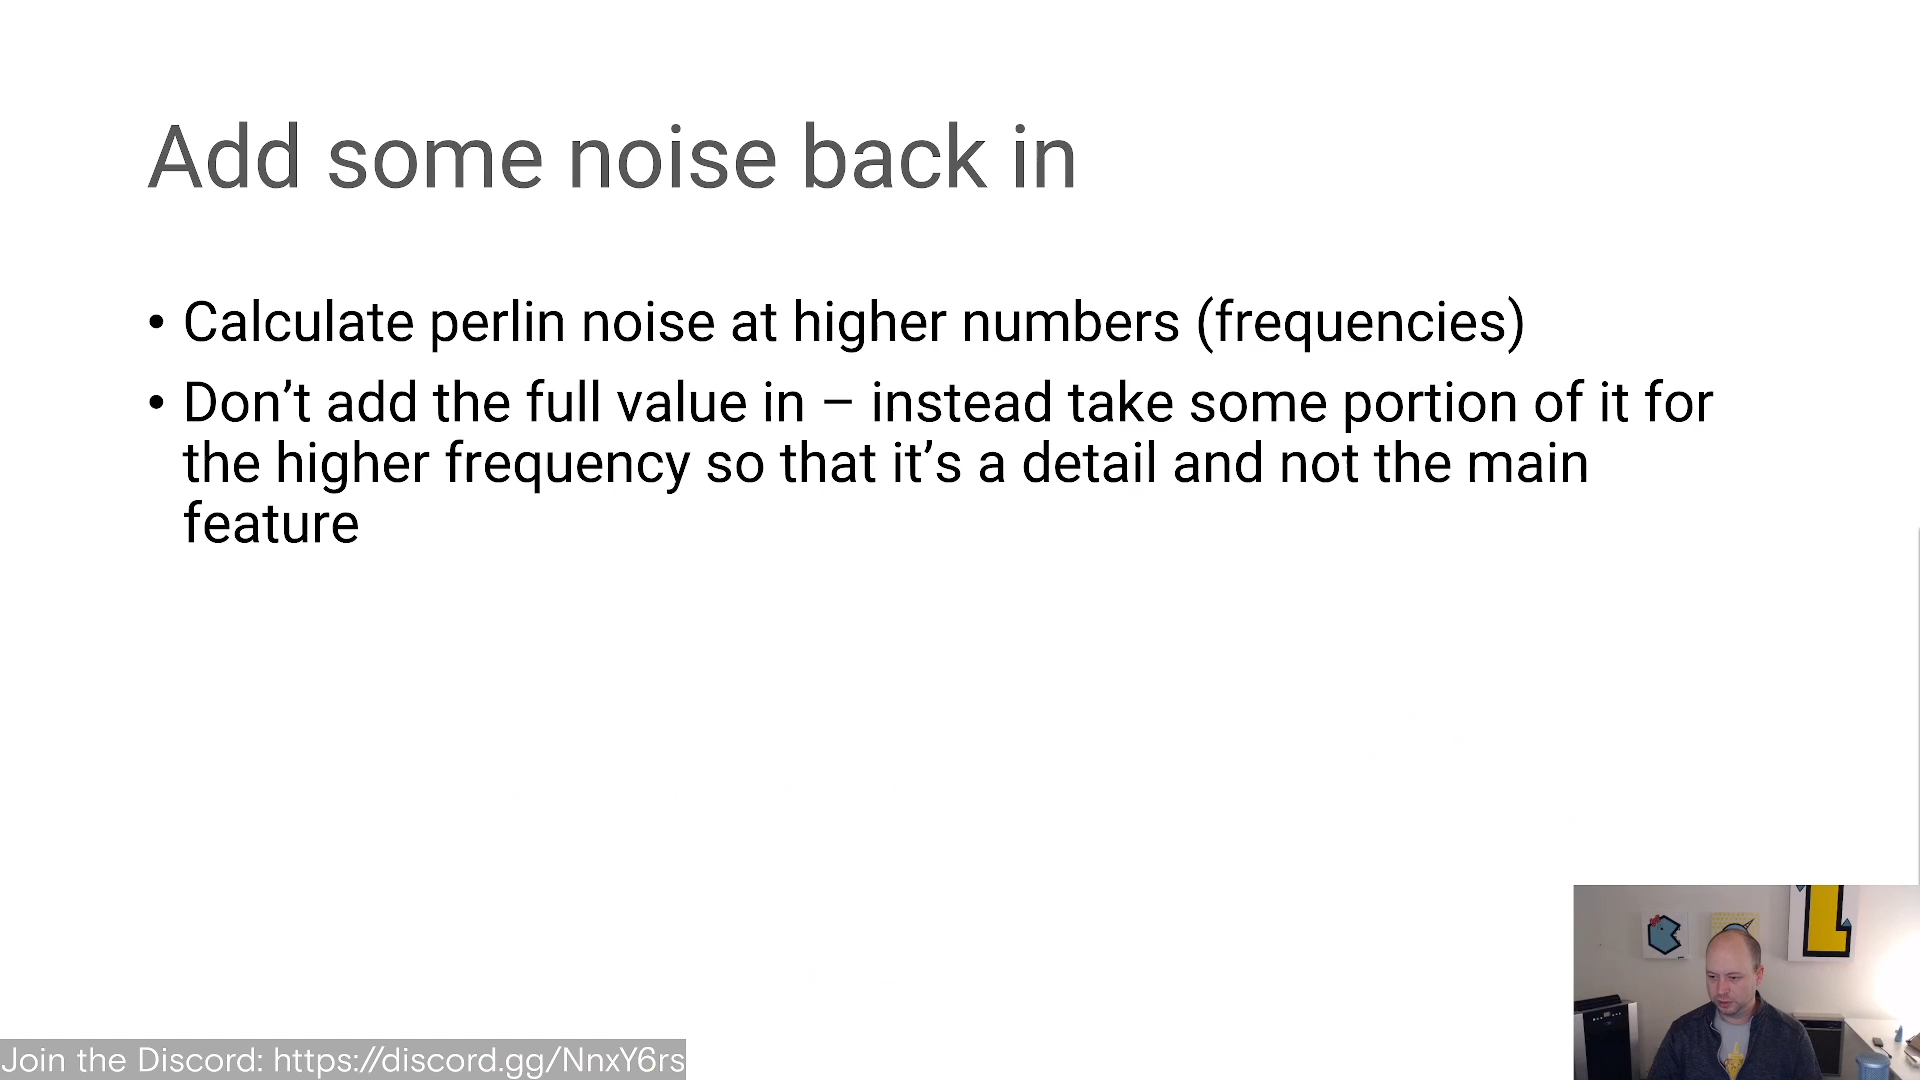 Add some noise back in
• Calculate perlin noise at higher numbers (frequencies)
• Don’t add the full value in – instead take some portion of it for
the higher frequency so that it’s a detail and not the main
feature
Join the Discord: https://discord.gg/NnxY6rs